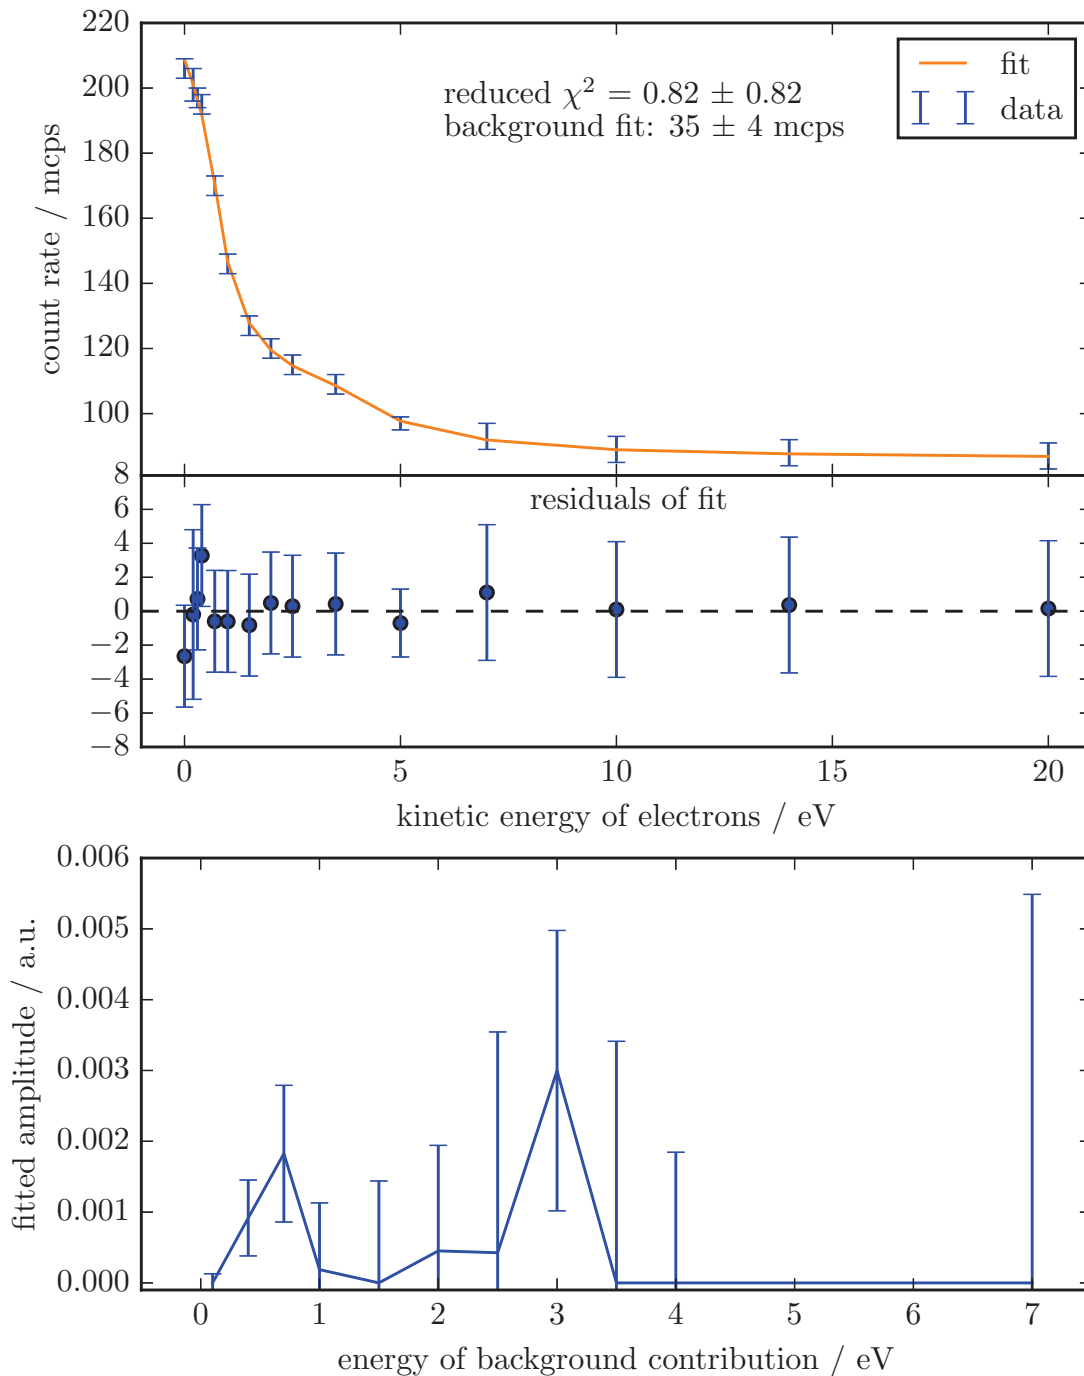 220
200
180
160
140
120
100
8
count rate / mcps
reduced χ² = 0.82 ± 0.82
background fit: 35 ± 4 mcps
fit
data
residuals of fit
8
6
4
2
0
−2
−4
−6
−8
0 5 10 15 20
kinetic energy of electrons / eV
0.006
0.005
0.004
0.003
0.002
0.001
0.000
fitted amplitude / a.u.
0 1 2 3 4 5 6 7
energy of background contribution / eV